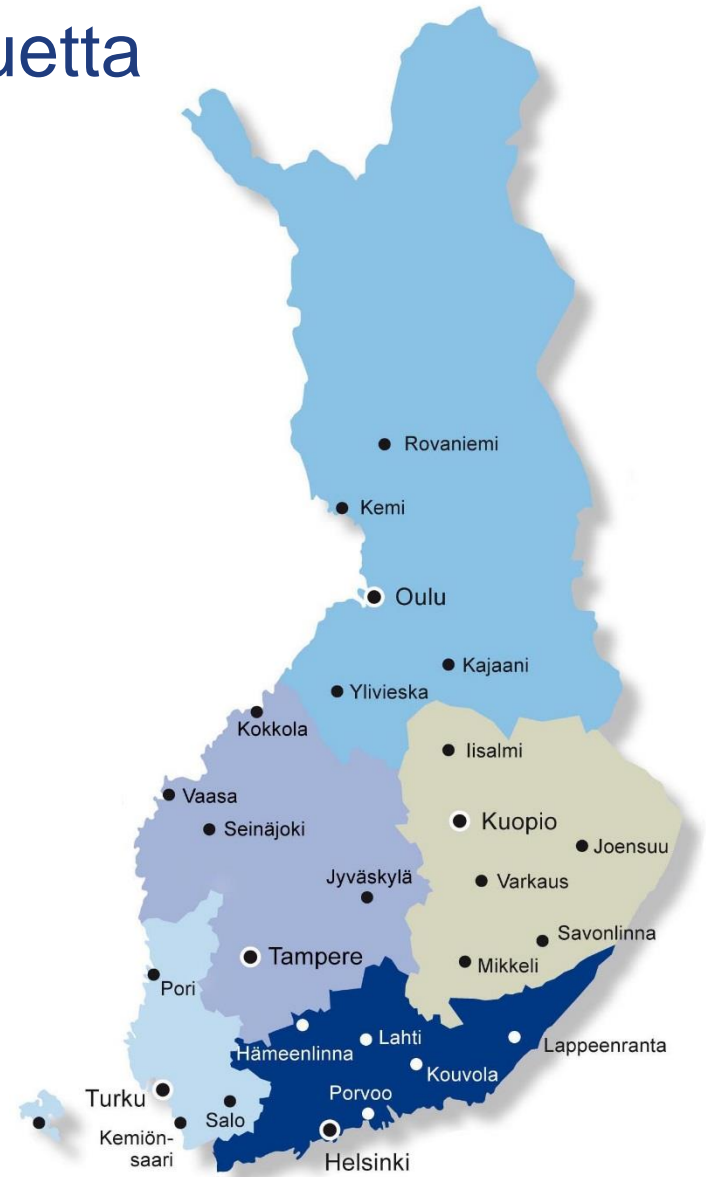 uetta
Rovaniemi
Kemi
Oulu
Kajaani
Ylivieska
Kokkola
Iisalmi
Vaasa
Kuopio
Seinäjoki
Joensuu
Jyväskylä
Varkaus
Savonlinna
Tampere
Mikkeli
Pori
Lahti
Lappeenranta
Hämeenlinna
Kouvola
Turku
Porvoo
Salo
Kemiön-
saari
Helsinki